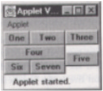 Applet V...
Applet
One Two Three
Four
Five
Six Seven
Applet started.